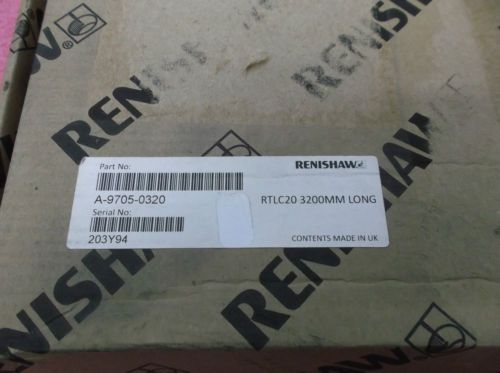 RENISHAW
RENISHAW
Part No:
RENISHAW
A-9705-0320
RTLC20 3200MM LONG
Serial No:
203Y94
CONTENTS MADE IN UK
RENISHAW
RENISHAW